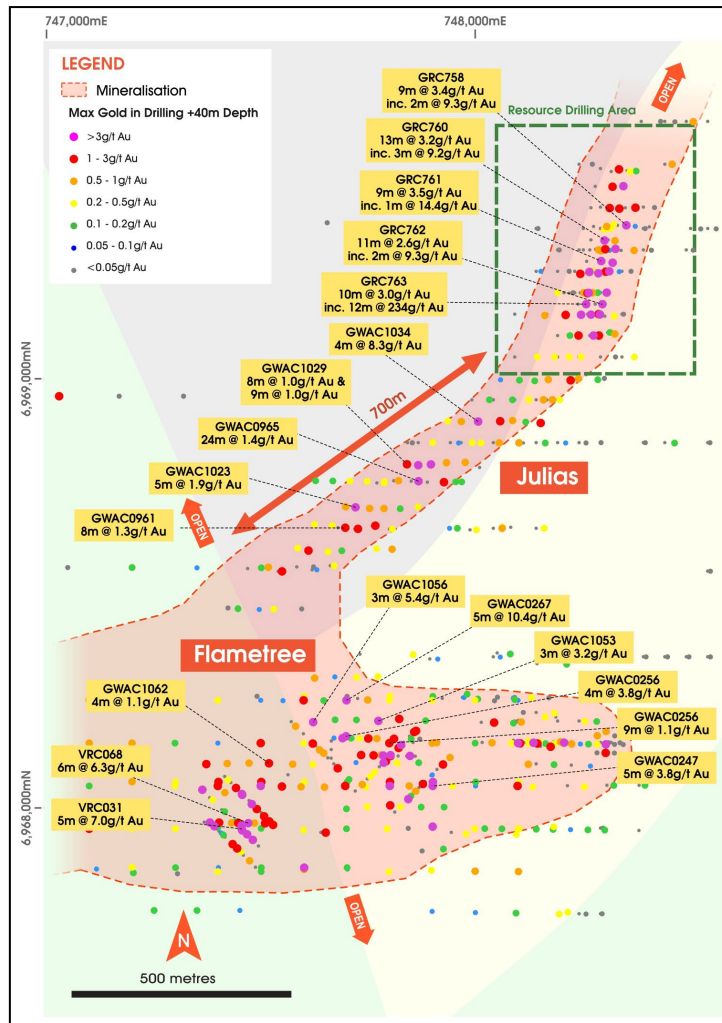 747,000mE
748,000mE
LEGEND
Mineralisation
Max Gold in Drilling +40m Depth
>3g/t Au
1 - 3g/t Au
0.5 - 1g/t Au
0.2 - 0.5g/t Au
0.1 - 0.2g/t Au
0.05 - 0.1g/t Au
<0.05g/t Au
GRC758
9m @ 3.4g/t Au
inc. 2m @ 9.3g/t Au
OPEN
Resource Drilling Area
GRC760
13m @ 3.2g/t Au
inc. 3m @ 9.2g/t Au
GRC761
9m @ 3.5g/t Au
inc. 1m @ 14.4g/t Au
GRC762
11m @ 2.6g/t Au
inc. 2m @ 9.3g/t Au
GRC763
10m @ 3.0g/t Au
inc. 12m @ 234g/t Au
GWAC1034
4m @ 8.3g/t Au
6,969,000mN
GWAC1029
8m @ 1.0g/t Au &
9m @ 1.0g/t Au
700m
GWAC0965
24m @ 1.4g/t Au
GWAC1023
5m @ 1.9g/t Au
Julias
OPEN
GWAC0961
8m @ 1.3g/t Au
GWAC1056
3m @ 5.4g/t Au
GWAC0267
5m @ 10.4g/t Au
Flametree
GWAC1053
3m @ 3.2g/t Au
GWAC0256
4m @ 3.8g/t Au
GWAC1062
4m @ 1.1g/t Au
GWAC0256
9m @ 1.1g/t Au
VRC068
6m @ 6.3g/t Au
GWAC0247
5m @ 3.8g/t Au
VRC031
5m @ 7.0g/t Au
6,968,000mN
OPEN
N
500 metres